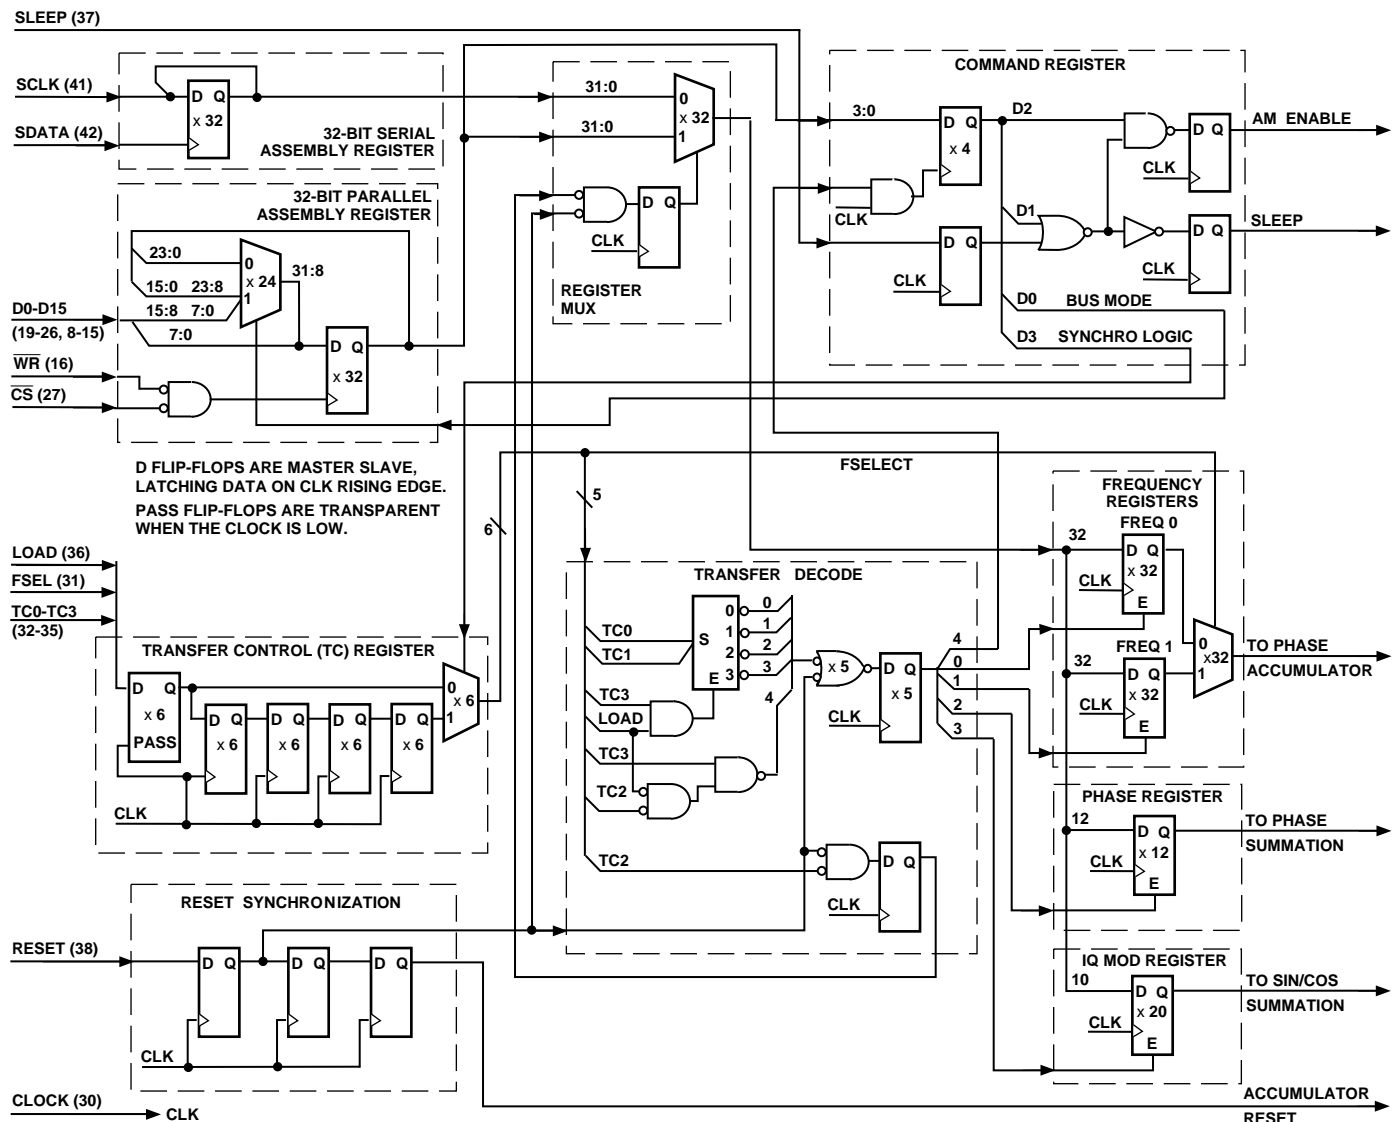 SLEEP (37)
SCLK (41)
SDATA (42)
D Q
x 32
32-BIT SERIAL
ASSEMBLY REGISTER
32-BIT PARALLEL
ASSEMBLY REGISTER
23:0
0
x 24
31:8
15:0 23:8
1
D0-D15
15:8 7:0
(19-26, 8-15)
7:0
D Q
x 32
WR (16)
CS (27)
31:0
0
x 32
31:0
1
D Q
CLK
REGISTER
MUX
COMMAND REGISTER
3:0
D Q
x 4
D2
D Q
CLK
AM ENABLE
CLK
D1
D Q
CLK
D Q
CLK
SLEEP
D0
BUS MODE
D3
SYNCHRO LOGIC
D FLIP-FLOPS ARE MASTER SLAVE,
LATCHING DATA ON CLK RISING EDGE.
PASS FLIP-FLOPS ARE TRANSPARENT
WHEN THE CLOCK IS LOW.
FSELECT
5
6
LOAD (36)
FSEL (31)
TC0-TC3
(32-35)
TRANSFER CONTROL (TC) REGISTER
D Q
x 6
PASS
D Q
x 6
D Q
x 6
D Q
x 6
D Q
x 6
0
x 6
1
CLK
TRANSFER DECODE
TC0
TC1
S
E
0
1
2
3
0
1
2
3
4
TC3
LOAD
TC3
TC2
TC2
x 5
D Q
x 5
CLK
D Q
CLK
4
0
1
2
3
FREQUENCY
REGISTERS
FREQ 0
32
D Q
x 32
CLK
E
FREQ 1
32
D Q
x 32
CLK
E
0
x32
1
TO PHASE
ACCUMULATOR
PHASE REGISTER
12
D Q
x 12
CLK
E
TO PHASE
SUMMATION
IQ MOD REGISTER
10
D Q
x 20
CLK
E
TO SIN/COS
SUMMATION
RESET SYNCHRONIZATION
RESET (38)
D Q
D Q
D Q
CLK
CLOCK (30)
CLK
ACCUMULATOR
RESET